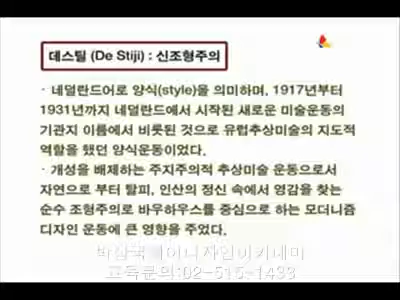 데스틸 (De Stiji) : 신조형주의
· 네덜란드어로 양식(style)을 의미하며, 1917년부터
1931년까지 네덜란드에서 시작된 새로운 미술운동의
기관지 이름에서 비롯된 것으로 유럽추상미술의 지도적
역할을 했던 양식운동이었다.
· 개성을 배제하는 주지주의적 추상미술 운동으로서
자연으로 부터 탈피, 인산의 정신 속에서 영감을 찾는
순수 조형주의로 바우하우스를 중심으로 하는 모더니즘
디자인 운동에 큰 영향을 주었다.
교육문의:02-515-1433